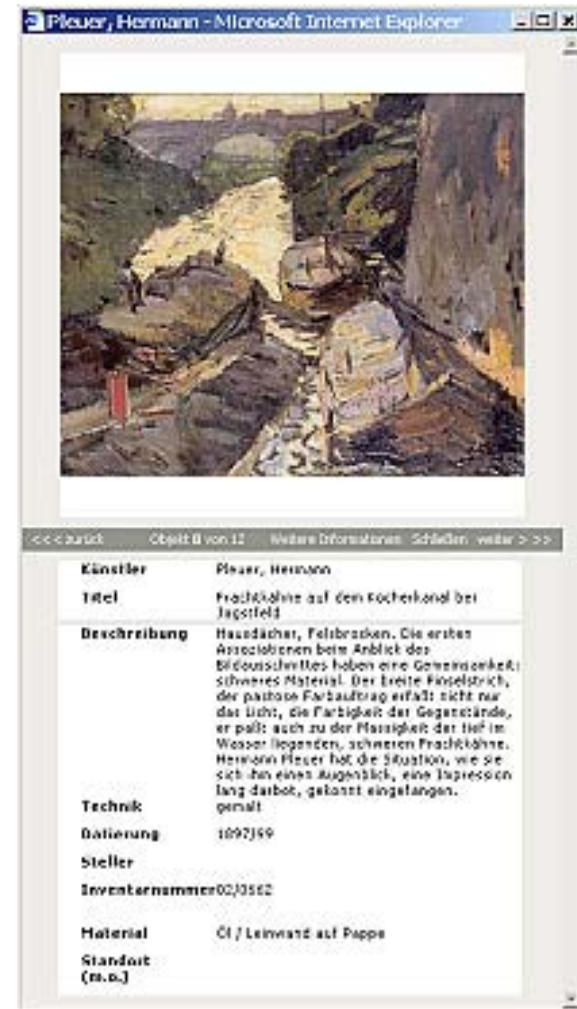 Pleuer, Hermann - Microsoft Internet Explorer
<<< zurück Objekt 8 von 12 Weitere Informationen Schließen weiter >>>
Künstler Pleuer, Hermann
Titel Frachtkähne auf dem Kocherkanal bei
Jagstfeld
Beschreibung Hausdächer, Felsbrocken. Die ersten
Assoziationen beim Anblick des
Bildausschnittes haben eine Gemeinsamkeit:
schweres Material. Der breite Pinselstrich,
der pastose Farbauftrag erfaßt nicht nur
das Licht, die Farbigkeit der Gegenstände,
er paßt auch zu der Massigkeit der tief im
Wasser liegenden, schweren Frachtkähne.
Hermann Pleuer hat die Situation, wie sie
sich ihm einen Augenblick, eine Impression
lang darbot, gekonnt eingefangen.
Technik gemalt
Datierung 1897/99
Steller
Inventarnummer 02/0562
Material Öl / Leinwand auf Pappe
Standort
(m.o.)